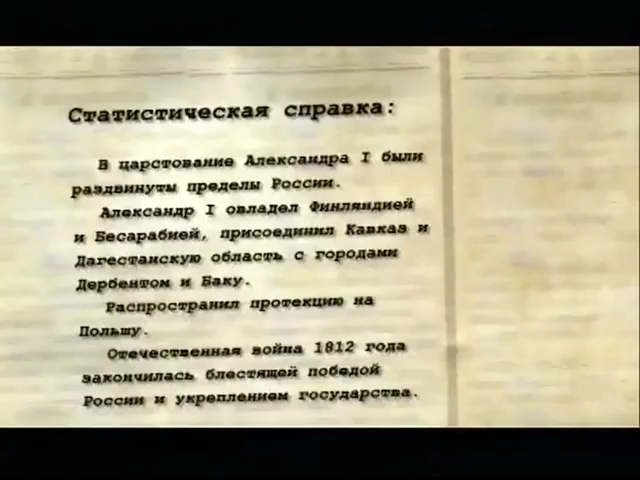 Статистическая справка:
В царстование Александра I были
раздвинуты пределы России.
Александр I овладел Финляндией
и Бесарабией, присоединил Кавказ и
Дагестанскую область с городами
Дербентом и Баку.
Распространил протекцию на
Польшу.
Отечественная война 1812 года
закончилась блестящей победой
России и укреплением государства.